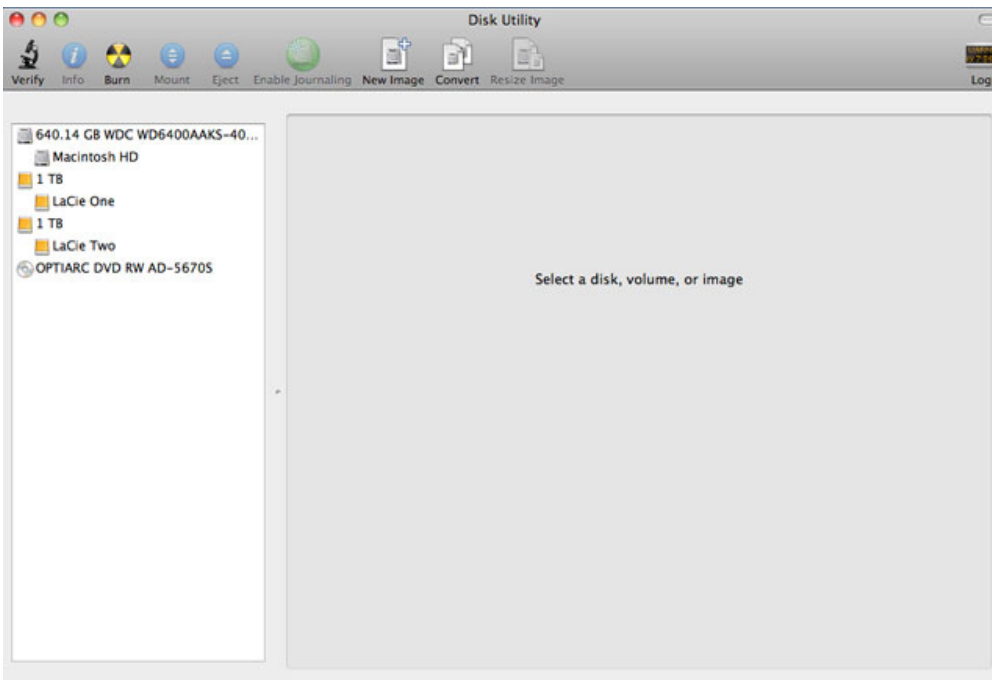 Disk Utility
Verify Info Burn Mount Eject Enable Journaling New Image Convert Resize Image Log
640.14 GB WDC WD6400AAKS-40...
Macintosh HD
1 TB
LaCie One
1 TB
LaCie Two
OPTIARC DVD RW AD-5670S
Select a disk, volume, or image